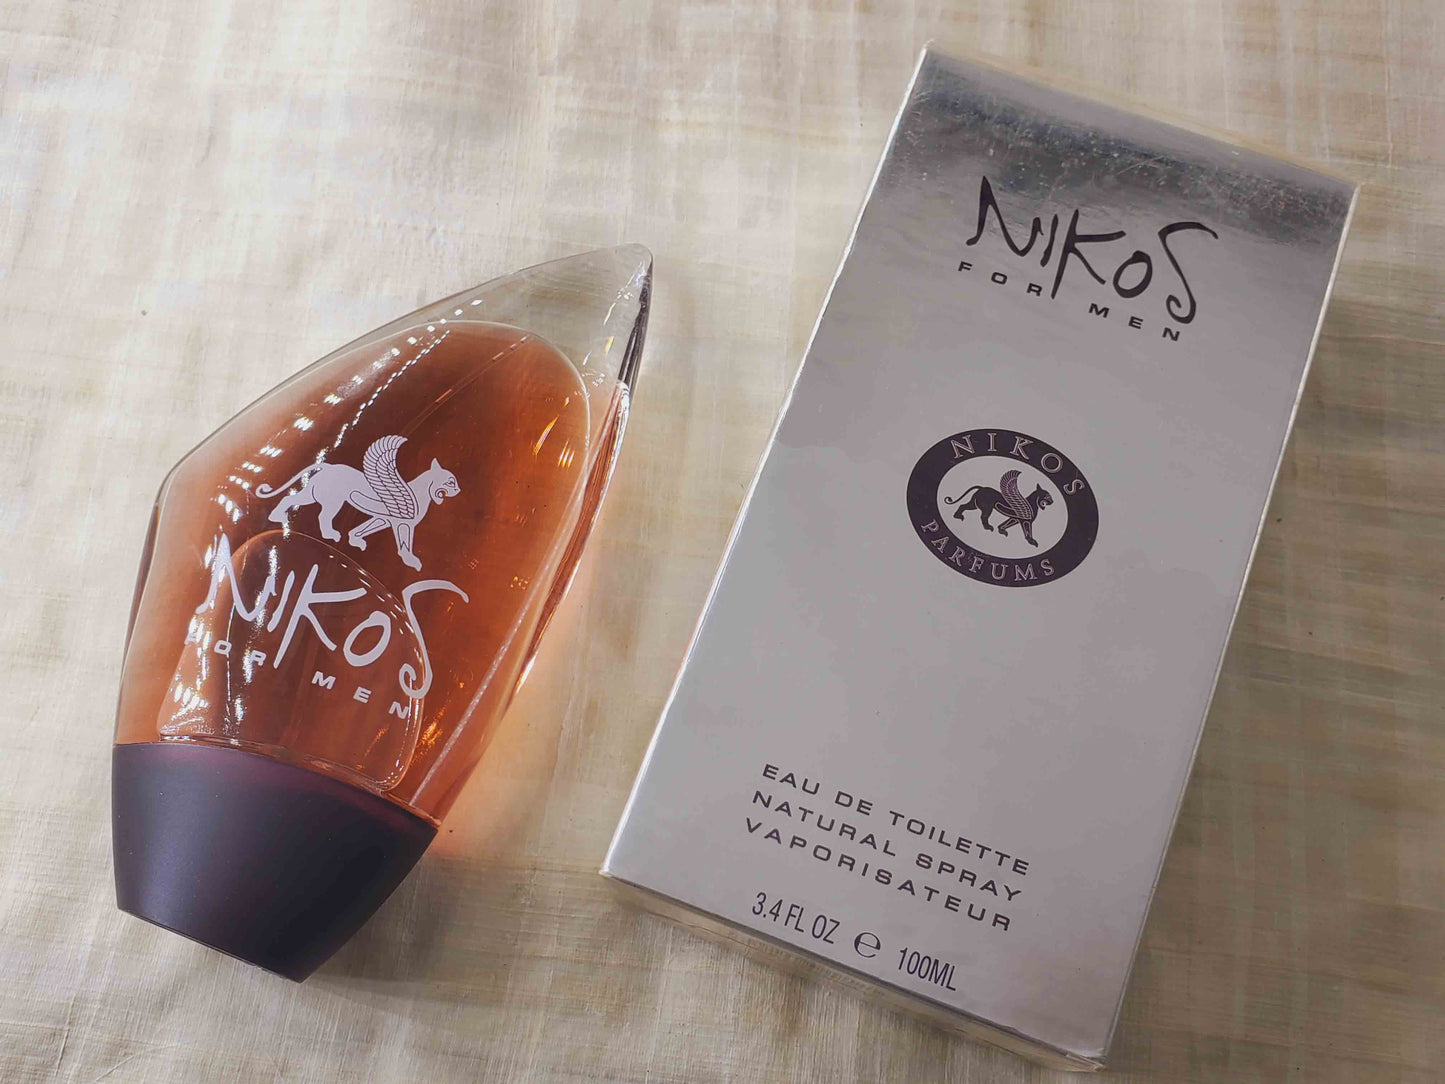 NIKOS
FOR MEN
NIKOS
FOR MEN
NIKOS
PARFUMS
EAU DE TOILETTE
NATURAL SPRAY
VAPORISATEUR
3.4 FL OZ ℮ 100ML